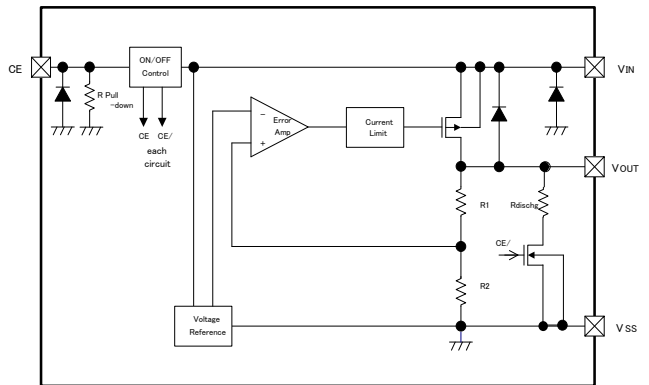 CE
ON/OFF
Control
VIN
R Pull
-down
CE CE/
each
circuit
−
Error
Amp
+
Current
Limit
VOUT
R1
Rdischg
CE/
R2
Voltage
Reference
VSS